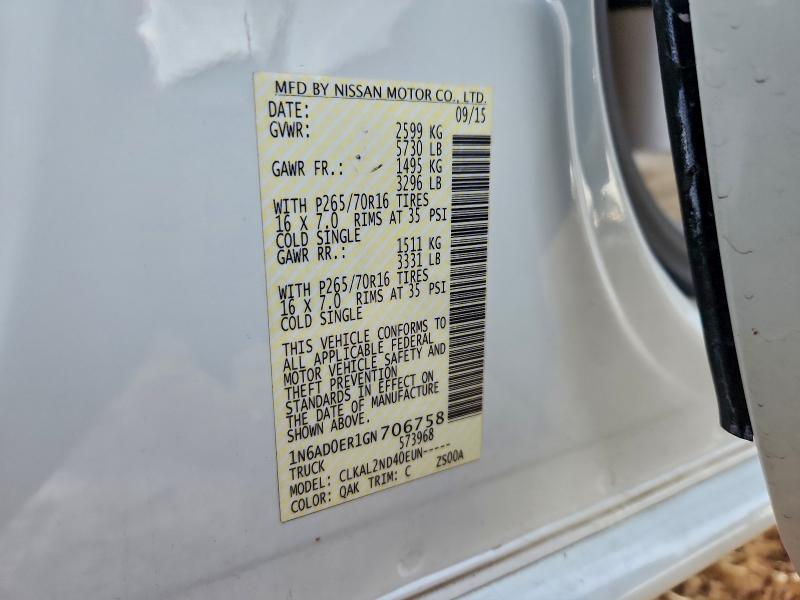 MFD BY NISSAN MOTOR CO., LTD.
DATE: 09/15
GVWR: 2599 KG
5730 LB
GAWR FR.: 1495 KG
3296 LB
WITH P265/70R16 TIRES
16 X 7.0 RIMS AT 35 PSI
COLD SINGLE
GAWR RR.: 1511 KG
3331 LB
WITH P265/70R16 TIRES
16 X 7.0 RIMS AT 35 PSI
COLD SINGLE
THIS VEHICLE CONFORMS TO
ALL APPLICABLE FEDERAL
MOTOR VEHICLE SAFETY AND
THEFT PREVENTION
STANDARDS IN EFFECT ON
THE DATE OF MANUFACTURE
SHOWN ABOVE.
1N6AD0ER1GN706758
TRUCK 573968
MODEL: CLKAL2ND40EUN-----
COLOR: QAK TRIM: C ZS00A